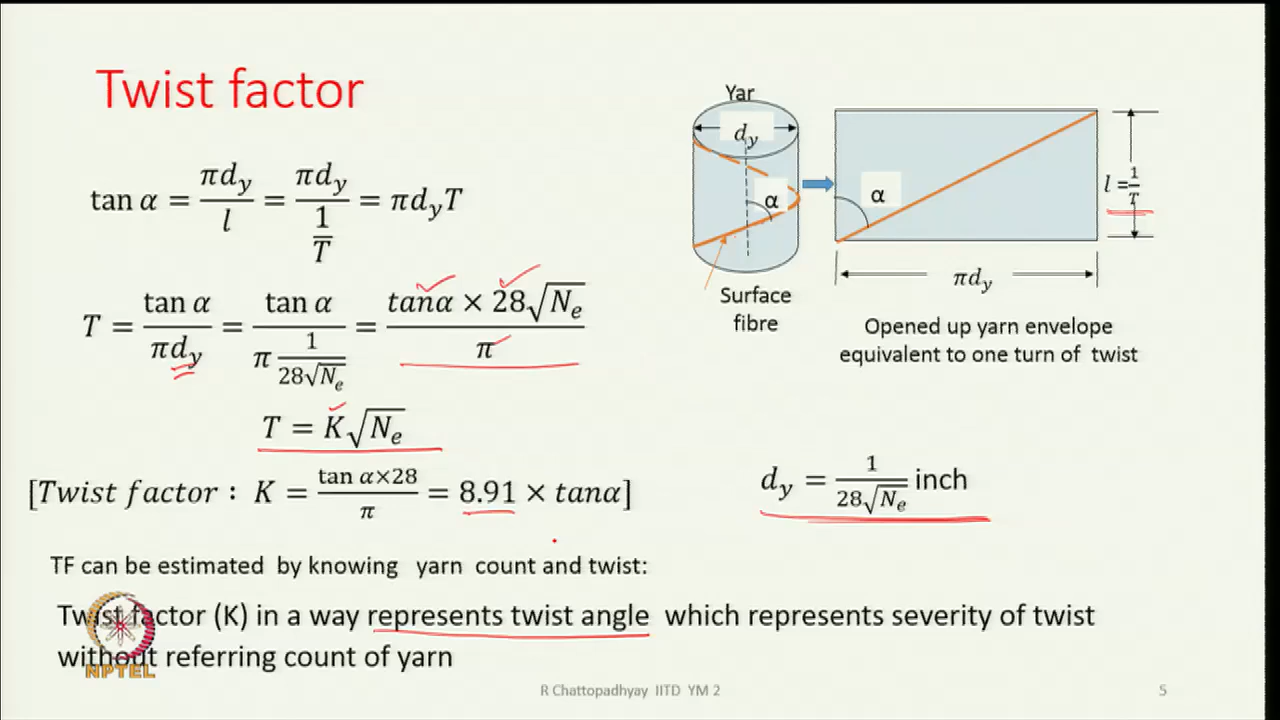 Twist factor
tan α = πd_y / l = πd_y / (1/T) = πd_yT
T = tan α / πd_y = tan α / (π 1/(28√N_e)) = tanα × 28√N_e / π
T = K√N_e
[Twist factor : K = tan α×28 / π = 8.91 × tanα]
TF can be estimated by knowing yarn count and twist:
Twist factor (K) in a way represents twist angle which represents severity of twist
without referring count of yarn
Yar
d_y
α
Surface
fibre
α
l = 1/T
πd_y
Opened up yarn envelope
equivalent to one turn of twist
d_y = 1 / (28√N_e) inch
NPTEL
R Chattopadhyay IITD YM 2
5